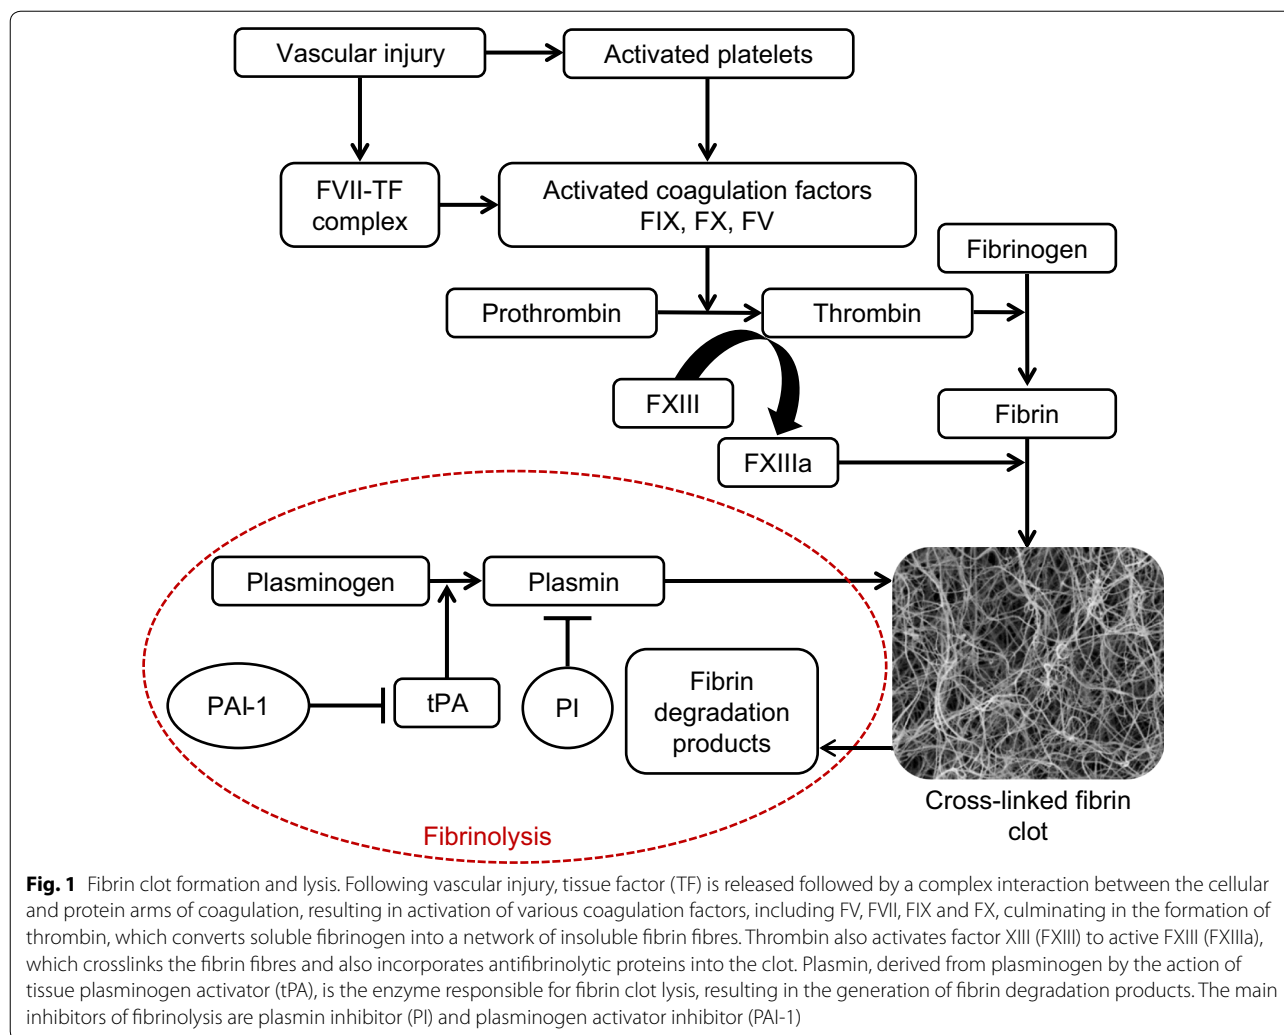 Vascular injury
Activated platelets
FVII-TF
complex
Activated coagulation factors
FIX, FX, FV
Fibrinogen
Prothrombin
Thrombin
FXIII
Fibrin
FXIIIa
Plasminogen
Plasmin
PAI-1
tPA
PI
Fibrin
degradation
products
Cross-linked fibrin
clot
Fibrinolysis
Fig. 1 Fibrin clot formation and lysis. Following vascular injury, tissue factor (TF) is released followed by a complex interaction between the cellular
and protein arms of coagulation, resulting in activation of various coagulation factors, including FV, FVII, FIX and FX, culminating in the formation of
thrombin, which converts soluble fibrinogen into a network of insoluble fibrin fibres. Thrombin also activates factor XIII (FXIII) to active FXIII (FXIIIa),
which crosslinks the fibrin fibres and also incorporates antifibrinolytic proteins into the clot. Plasmin, derived from plasminogen by the action of
tissue plasminogen activator (tPA), is the enzyme responsible for fibrin clot lysis, resulting in the generation of fibrin degradation products. The main
inhibitors of fibrinolysis are plasmin inhibitor (PI) and plasminogen activator inhibitor (PAI-1)